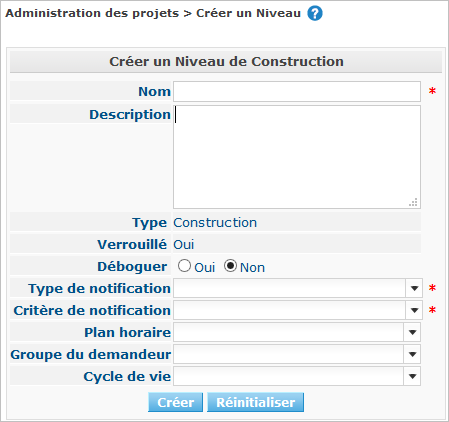 Administration des projets > Créer un Niveau ?
Créer un Niveau de Construction
Nom *
Description
Type Construction
Verrouillé Oui
Déboguer Oui Non
Type de notification *
Critère de notification *
Plan horaire
Groupe du demandeur
Cycle de vie
Créer Réinitialiser